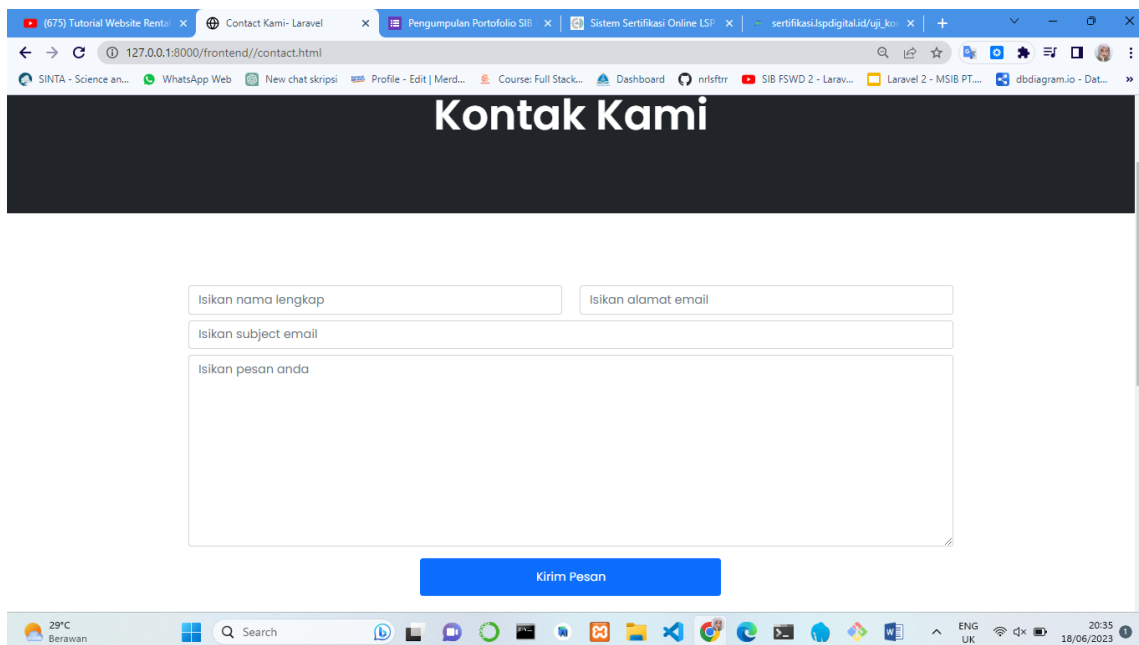 (675) Tutorial Website Rental
Contact Kami- Laravel
Pengumpulan Portofolio SIB
Sistem Sertifikasi Online LSP
sertifikasi.lspdigital.id/uji_kor
127.0.0.1:8000/frontend//contact.html
SINTA - Science an...
WhatsApp Web
New chat skripsi
Profile - Edit | Merd...
Course: Full Stack...
Dashboard
nrlsftrr
SIB FSWD 2 - Larav...
Laravel 2 - MSIB PT....
dbdiagram.io - Dat...
Kontak Kami
Isikan nama lengkap
Isikan alamat email
Isikan subject email
Isikan pesan anda
Kirim Pesan
29°C
Berawan
Search
ENG
UK
20:35
18/06/2023
1